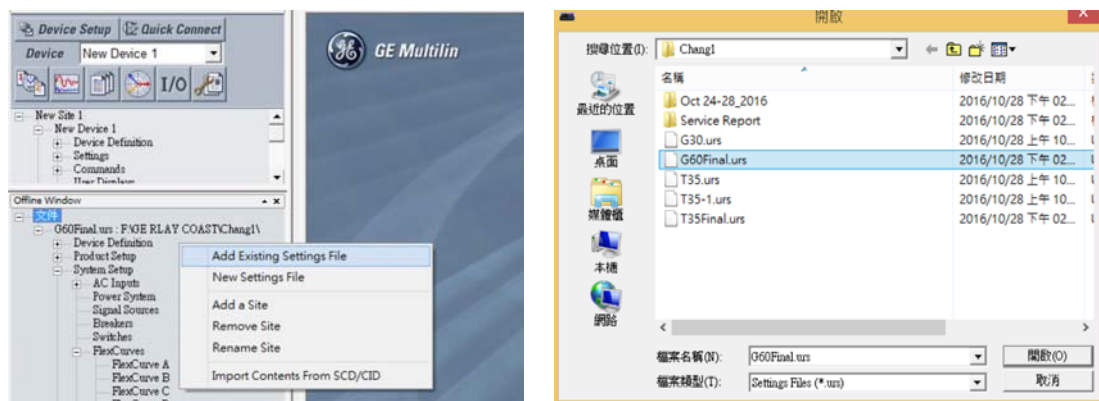 Device Setup Quick Connect
Device New Device 1
I/O
GE Multilin
New Site 1
New Device 1
Device Definition
Settings
Commands
User Displays
Offline Window
文件
G60Final.urs : F:\GE RLAY COAST\Chang1\
Device Definition
Product Setup
System Setup
AC Inputs
Power System
Signal Sources
Breakers
Switches
FlexCurves
FlexCurve A
FlexCurve B
FlexCurve C
Add Existing Settings File
New Settings File
Add a Site
Remove Site
Rename Site
Import Contents From SCD/CID
開啟
搜尋位置(I): Chang1
名稱 修改日期
Oct 24-28_2016 2016/10/28 下午 02...
Service Report 2016/10/28 下午 02...
G30.urs 2016/10/28 上午 10...
G60Final.urs 2016/10/28 下午 02...
T35.urs 2016/10/28 上午 10...
T35-1.urs 2016/10/28 上午 10...
T35Final.urs 2016/10/28 下午 02...
最近的位置
桌面
媒體櫃
本機
網路
檔案名稱(N): G60Final.urs 開啟(O)
檔案類型(T): Settings Files (*.urs) 取消